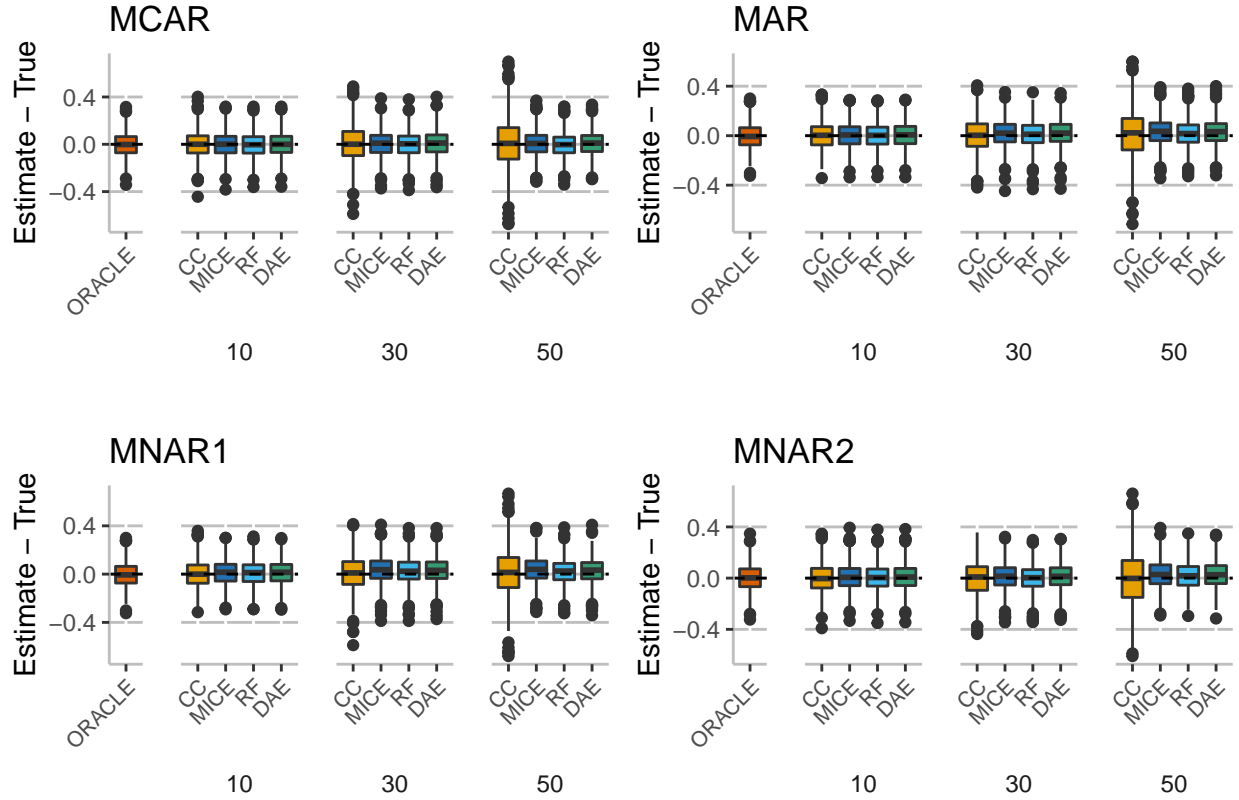 MCAR
Estimate – True
0.4
0.0
−0.4
ORACLE
CC
MICE
RF
DAE
CC
MICE
RF
DAE
CC
MICE
RF
DAE
10
30
50
MAR
Estimate – True
0.4
0.0
−0.4
ORACLE
CC
MICE
RF
DAE
CC
MICE
RF
DAE
CC
MICE
RF
DAE
10
30
50
MNAR1
Estimate – True
0.4
0.0
−0.4
ORACLE
CC
MICE
RF
DAE
CC
MICE
RF
DAE
CC
MICE
RF
DAE
10
30
50
MNAR2
Estimate – True
0.4
0.0
−0.4
ORACLE
CC
MICE
RF
DAE
CC
MICE
RF
DAE
CC
MICE
RF
DAE
10
30
50